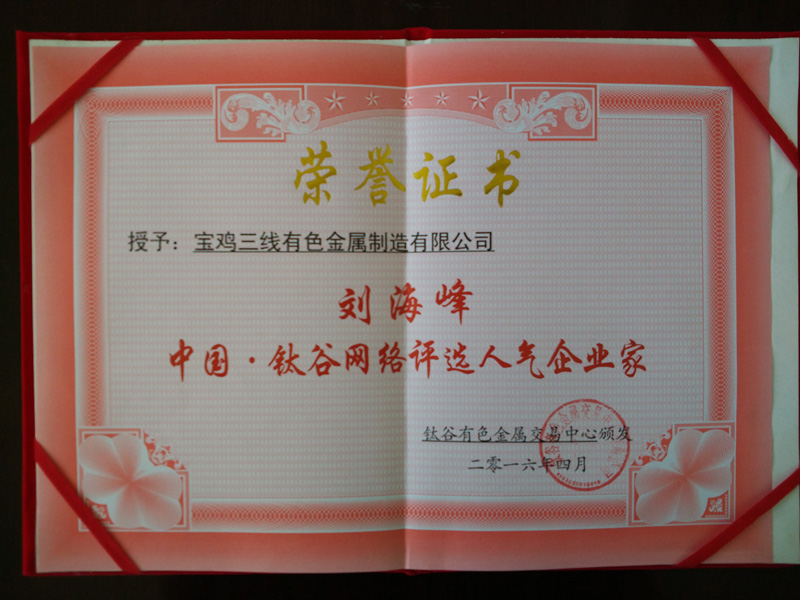 荣誉证书
授予：宝鸡三线有色金属制造有限公司
刘海峰
中国·钛谷网络评选人气企业家
钛谷有色金属交易中心颁发
二零一六年四月